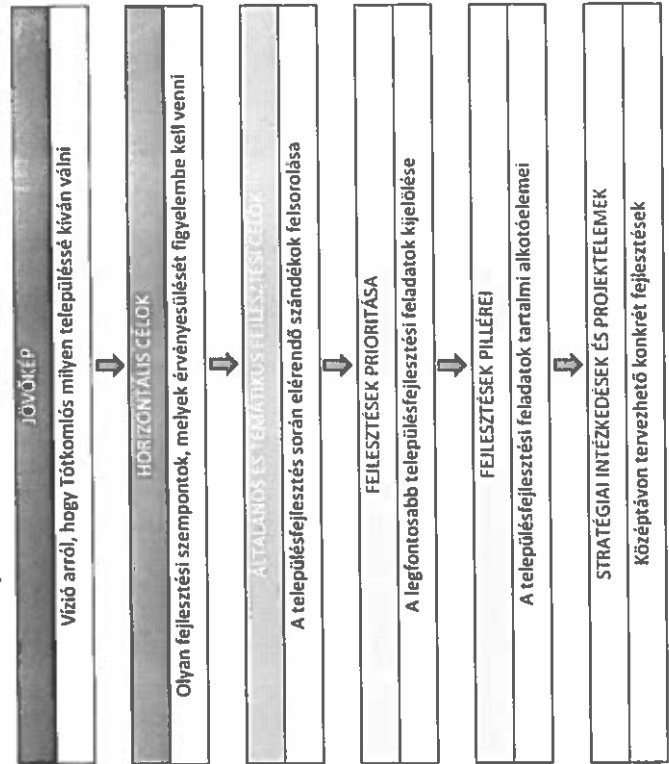 JÖVŐKÉP
Vízió arról, hogy Tótkomlós milyen településsé kíván válni
HORIZONTÁLIS CÉLOK
Olyan fejlesztési szempontok, melyek érvényesülését figyelembe kell venni
ÁLTALÁNOS ÉS TEMATIKUS FEJLESZTÉSI CÉLOK
A településfejlesztés során elérendő szándékok felsorolása
FEJLESZTÉSEK PRIORITÁSA
A legfontosabb településfejlesztési feladatok kijelölése
FEJLESZTÉSEK PILLÉREI
A településfejlesztési feladatok tartalmi alkotóelemei
STRATÉGIAI INTÉZKEDÉSEK ÉS PROJEKTELEMEK
Középtávon tervezhető konkrét fejlesztések